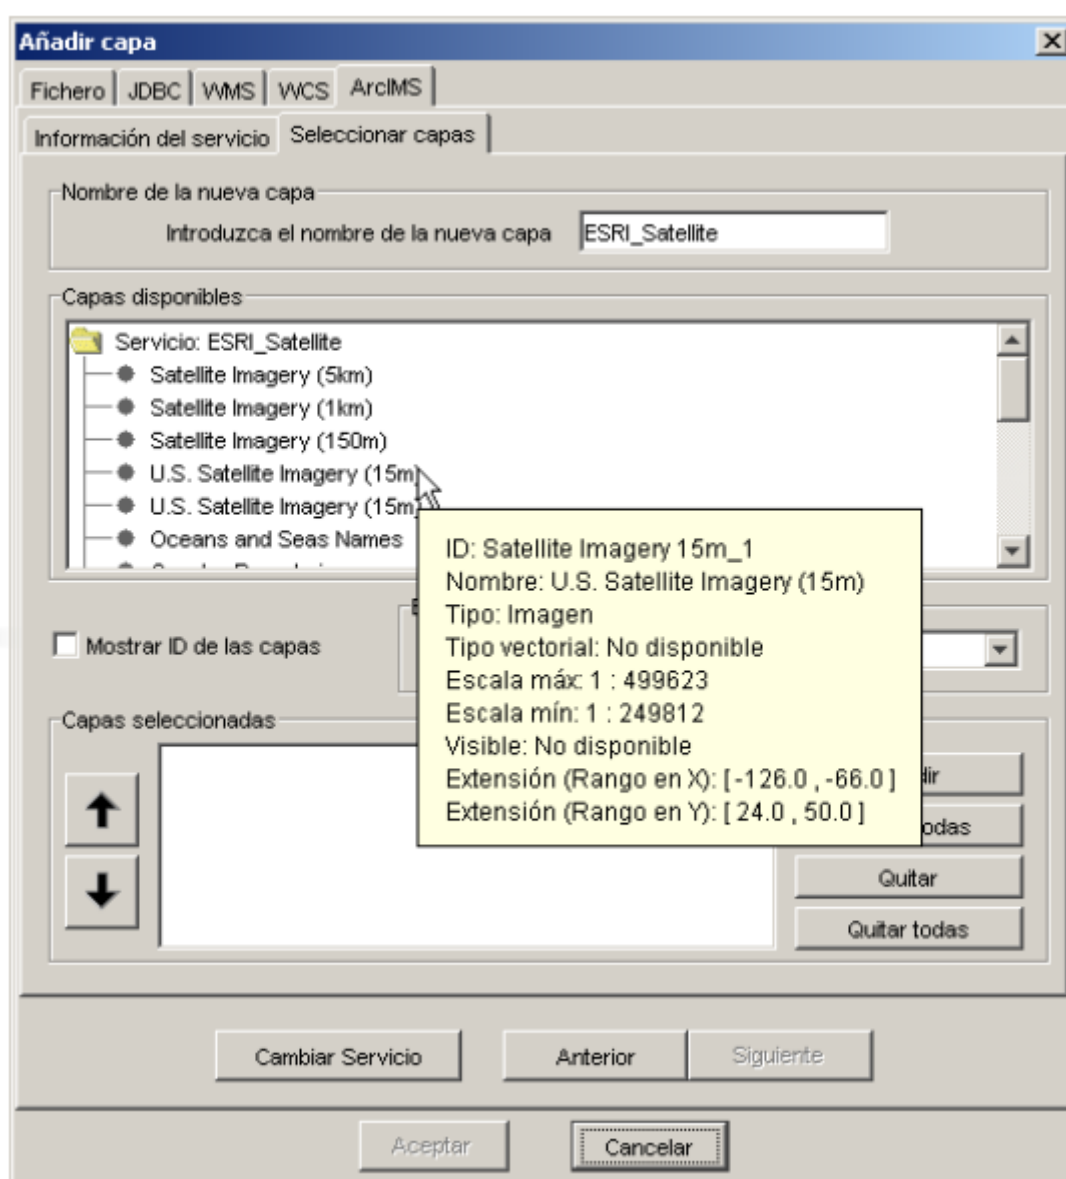 Añadir capa
Fichero JDBC WMS WCS ArcIMS
Información del servicio Seleccionar capas
Nombre de la nueva capa
Introduzca el nombre de la nueva capa ESRI_Satellite
Capas disponibles
Servicio: ESRI_Satellite
Satellite Imagery (5km)
Satellite Imagery (1km)
Satellite Imagery (150m)
U.S. Satellite Imagery (15m)
U.S. Satellite Imagery (15m)
Oceans and Seas Names
ID: Satellite Imagery 15m_1
Nombre: U.S. Satellite Imagery (15m)
Tipo: Imagen
Tipo vectorial: No disponible
Escala máx: 1 : 499623
Escala mín: 1 : 249812
Visible: No disponible
Extensión (Rango en X): [ -126.0 , -66.0 ]
Extensión (Rango en Y): [ 24.0 , 50.0 ]
Mostrar ID de las capas
Capas seleccionadas
Quitar
Quitar todas
Cambiar Servicio Anterior Siguiente
Aceptar Cancelar